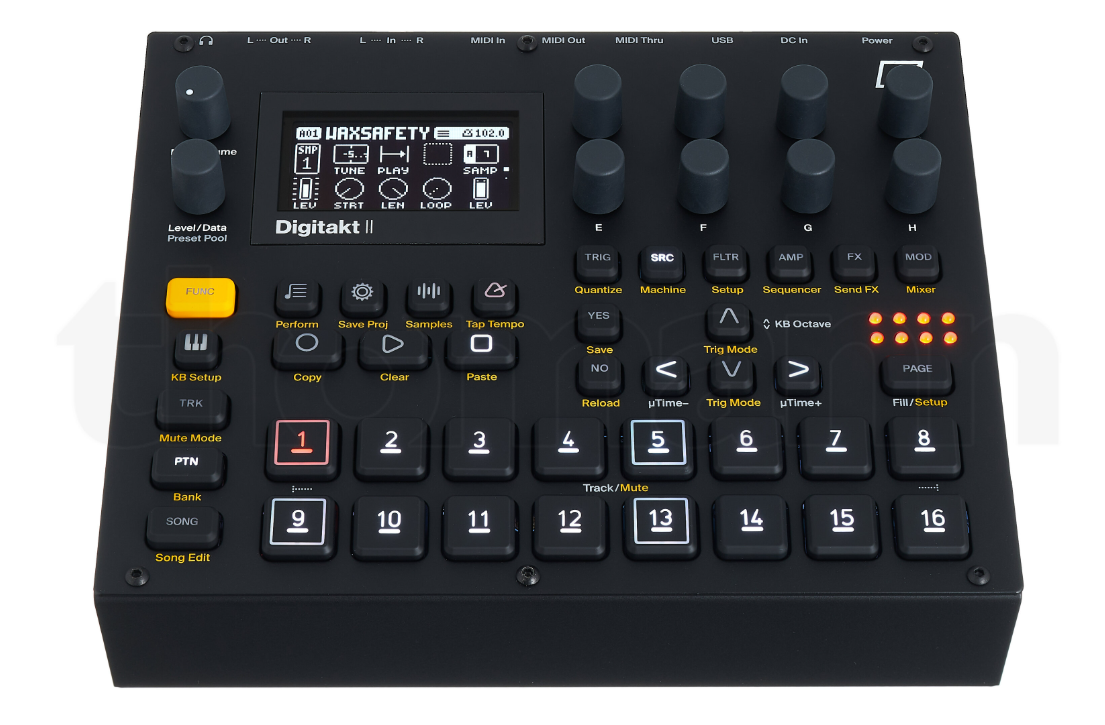 L ···· Out ···· R
L ···· In ···· R
MIDI In
MIDI Out
MIDI Thru
USB
DC In
Power
A01 WAXSAFETY 102.0
SMP 1
-5..
A 7
TUNE PLAY SAMP
LEV STRT LEN LOOP LEV
Digitakt II
Level/Data
Preset Pool
E F G H
TRIG SRC FLTR AMP FX MOD
Quantize Machine Setup Sequencer Send FX Mixer
FUNC
Perform Save Proj Samples Tap Tempo
YES
Save
KB Octave
Trig Mode
KB Setup
Copy Clear Paste
NO
Reload
µTime– Trig Mode µTime+
PAGE
Fill/Setup
TRK
Mute Mode
PTN
Bank
SONG
Song Edit
1 2 3 4 5 6 7 8
Track/Mute
9 10 11 12 13 14 15 16
thomann